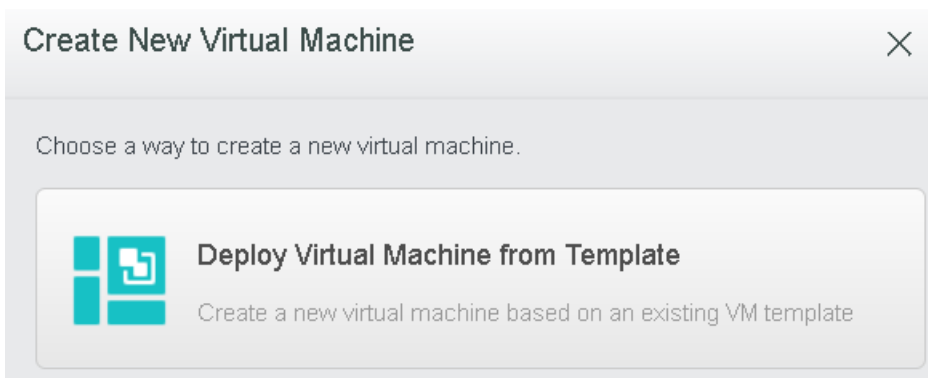 Create New Virtual Machine
Choose a way to create a new virtual machine.
Deploy Virtual Machine from Template
Create a new virtual machine based on an existing VM template